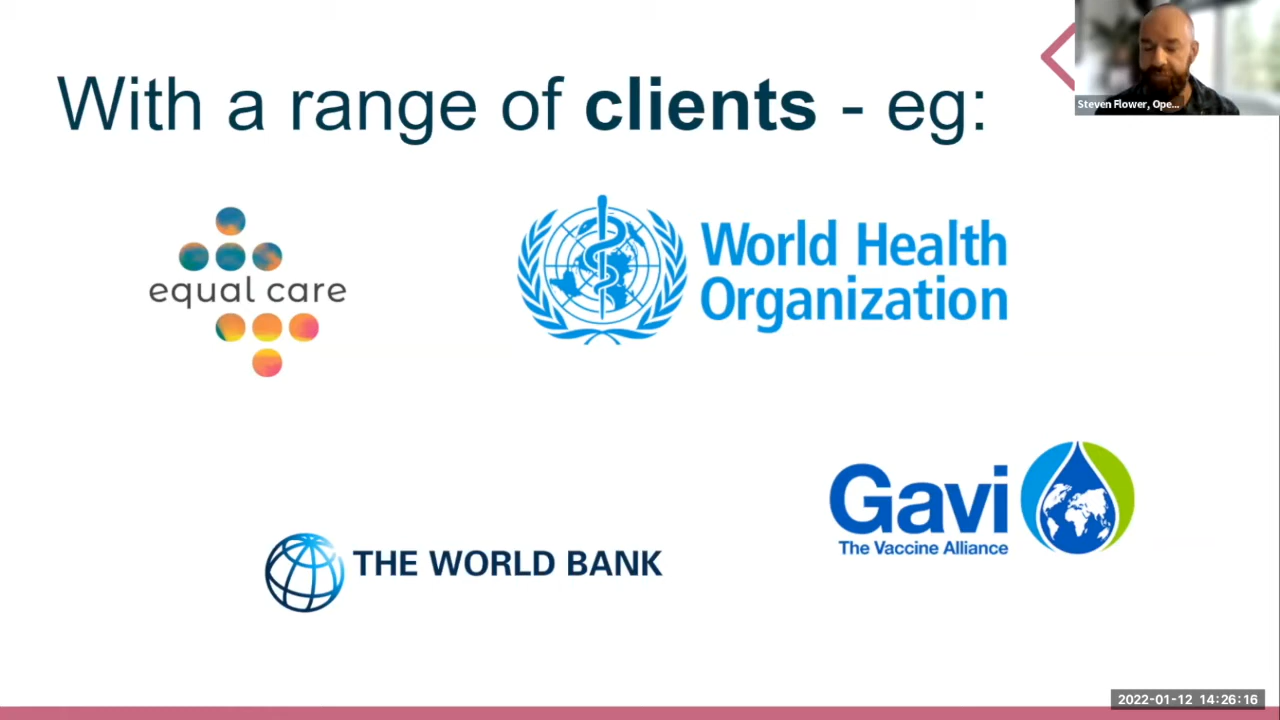 With a range of clients - eg:
Steven Flower, Ope...
equal care
World Health
Organization
Gavi
The Vaccine Alliance
THE WORLD BANK
2022-01-12 14:26:16